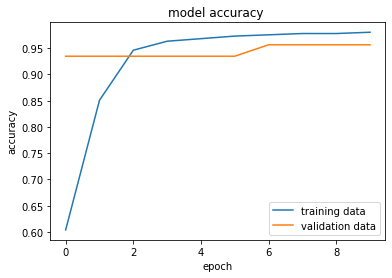 model accuracy
accuracy
0.95
0.90
0.85
0.80
0.75
0.70
0.65
0.60
training data
validation data
0 2 4 6 8
epoch